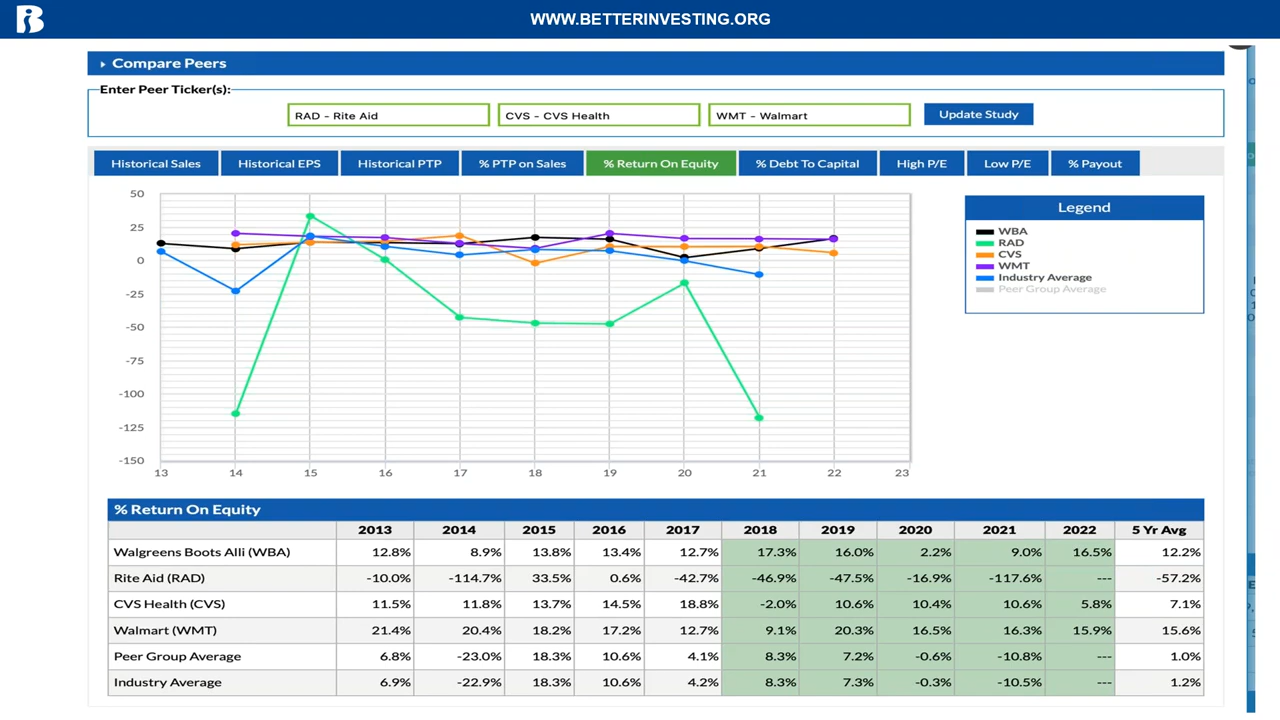 WWW.BETTERINVESTING.ORG
Compare Peers
Enter Peer Ticker(s):
RAD - Rite Aid CVS - CVS Health WMT - Walmart Update Study
Historical Sales Historical EPS Historical PTP % PTP on Sales % Return On Equity % Debt To Capital High P/E Low P/E % Payout
50
25
0
-25
-50
-75
-100
-125
-150
13 14 15 16 17 18 19 20 21 22 23
Legend
WBA
RAD
CVS
WMT
Industry Average
Peer Group Average
% Return On Equity
2013 2014 2015 2016 2017 2018 2019 2020 2021 2022 5 Yr Avg
Walgreens Boots Alli (WBA) 12.8% 8.9% 13.8% 13.4% 12.7% 17.3% 16.0% 2.2% 9.0% 16.5% 12.2%
Rite Aid (RAD) -10.0% -114.7% 33.5% 0.6% -42.7% -46.9% -47.5% -16.9% -117.6% --- -57.2%
CVS Health (CVS) 11.5% 11.8% 13.7% 14.5% 18.8% -2.0% 10.6% 10.4% 10.6% 5.8% 7.1%
Walmart (WMT) 21.4% 20.4% 18.2% 17.2% 12.7% 9.1% 20.3% 16.5% 16.3% 15.9% 15.6%
Peer Group Average 6.8% -23.0% 18.3% 10.6% 4.1% 8.3% 7.2% -0.6% -10.8% --- 1.0%
Industry Average 6.9% -22.9% 18.3% 10.6% 4.2% 8.3% 7.3% -0.3% -10.5% --- 1.2%